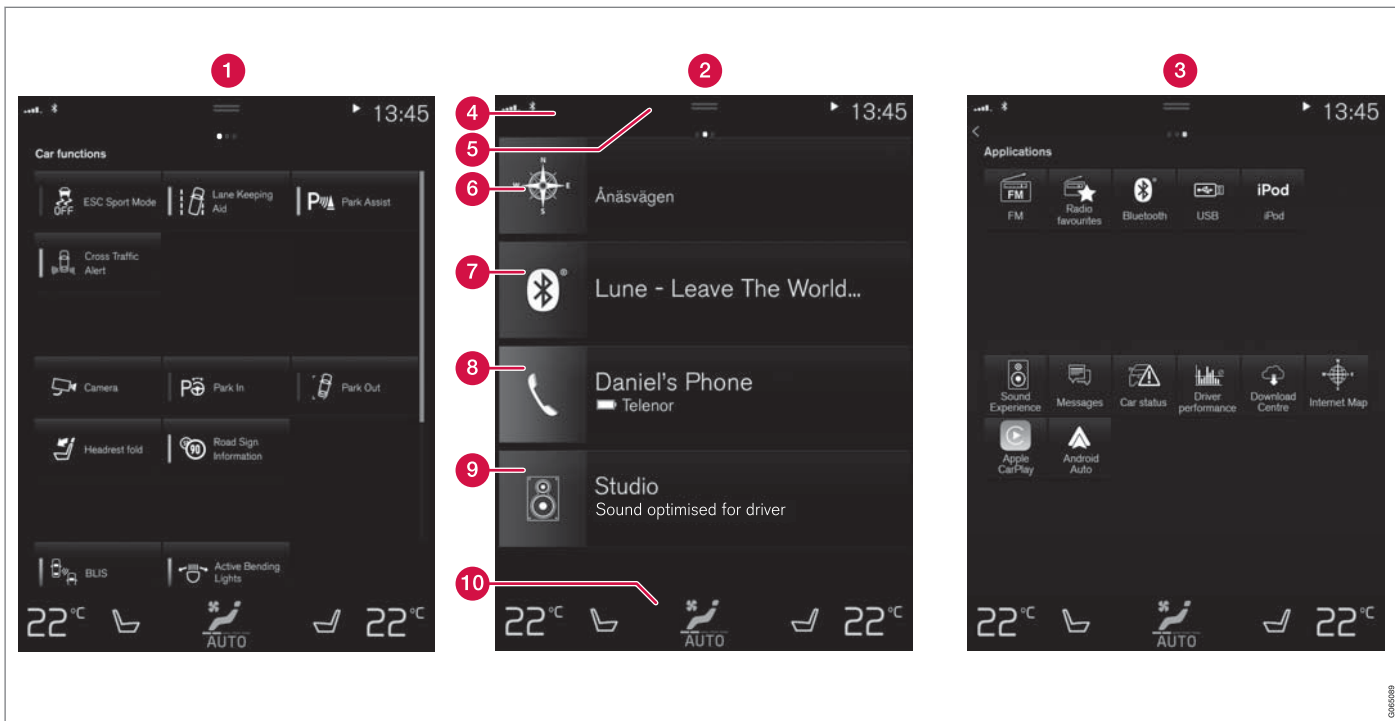 1
2
3
13:45
Car functions
OFF
ESC Sport Mode
Lane Keeping
Aid
P
Park Assist
Cross Traffic
Alert
Camera
P
Park In
Park Out
Headrest fold
90
Road Sign
Information
BLIS
Active Bending
Lights
22°C
AUTO
22°C
4
5
6
7
8
9
10
13:45
N
W
E
S
Ånäsvägen
®
Lune - Leave The World...
Daniel's Phone
Telenor
Studio
Sound optimised for driver
22°C
AUTO
22°C
13:45
<
Applications
FM
FM
Radio
favourites
Bluetooth
USB
iPod
iPod
Sound
Experience
Messages
Car status
Driver
performance
Download
Centre
Internet Map
Apple
CarPlay
Android
Auto
22°C
AUTO
22°C
G065089